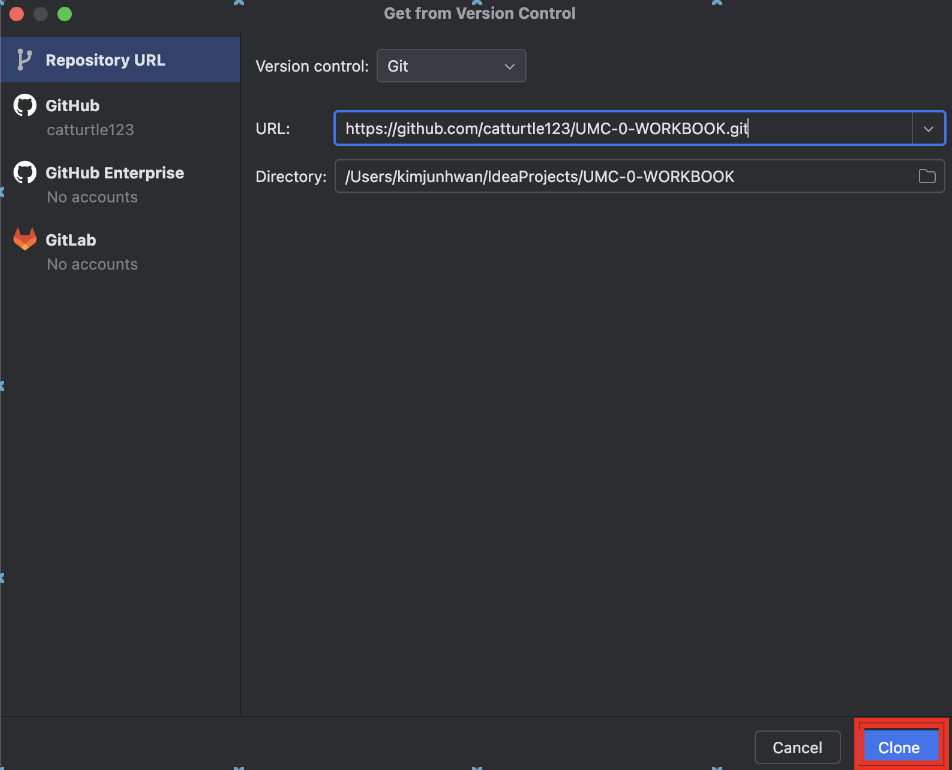 Get from Version Control
Repository URL
GitHub
catturtle123
GitHub Enterprise
No accounts
GitLab
No accounts
Version control: Git
URL: https://github.com/catturtle123/UMC-0-WORKBOOK.git
Directory: /Users/kimjunhwan/IdeaProjects/UMC-0-WORKBOOK
Cancel Clone